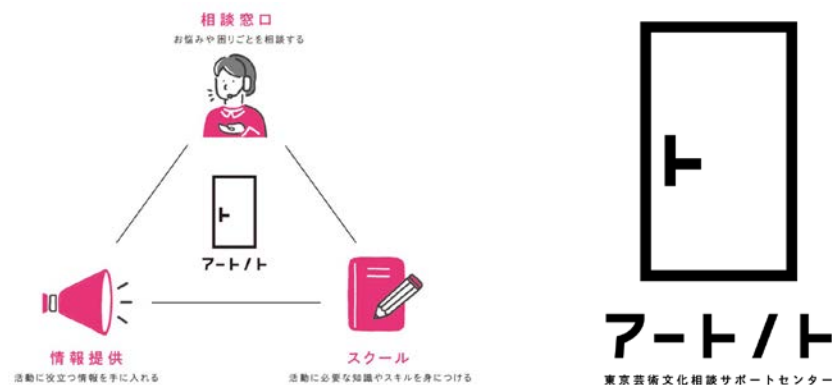 相談窓口
お悩みや困りごとを相談する
ト
アートノト
情報提供
活動に役立つ情報を手に入れる
スクール
活動に必要な知識やスキルを身につける
ト
アートノト
東京芸術文化相談サポートセンター